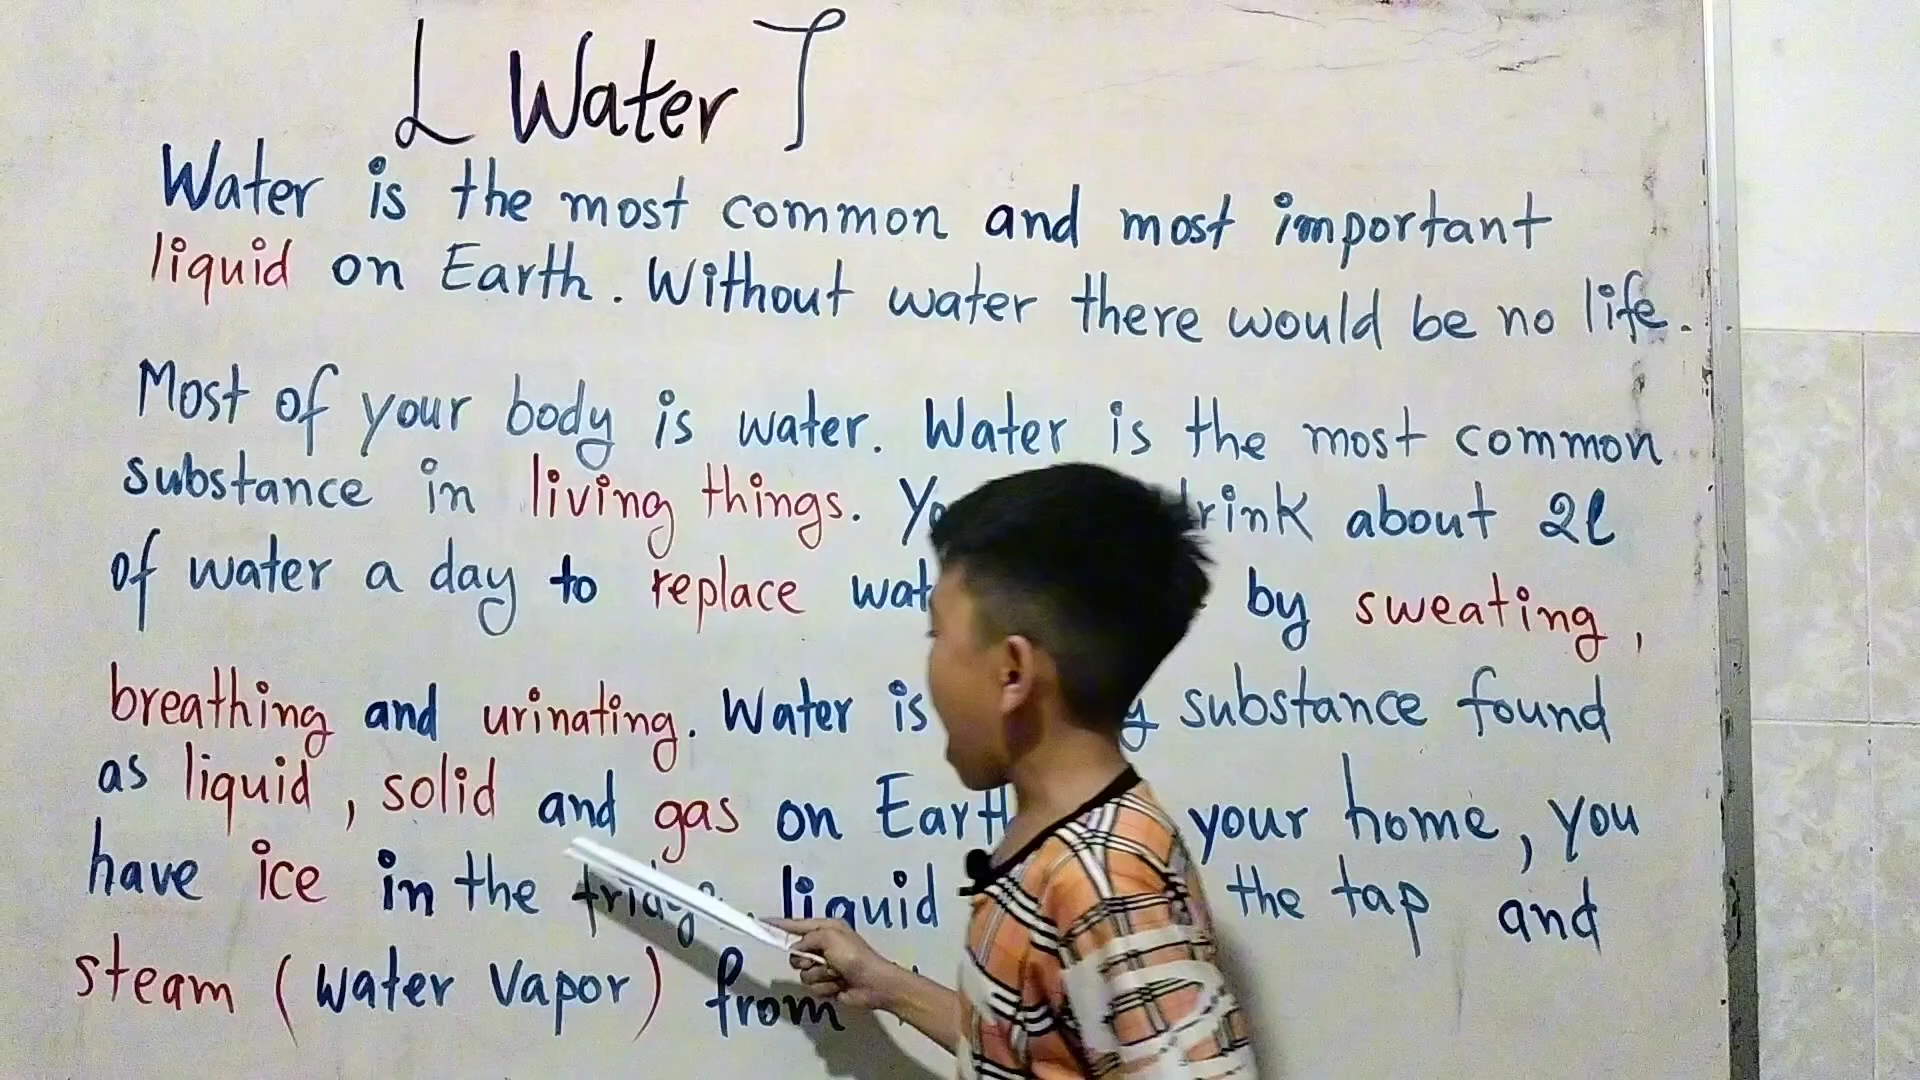 [ Water ]
Water is the most common and most important
liquid on Earth. Without water there would be no life.
Most of your body is water. Water is the most common
substance in living things. about 2l
of water a day to replace by sweating,
breathing and urinating. Water is substance found
as liquid, solid and gas on your home, you
have ice in the liquid the tap and
steam (water vapor) from